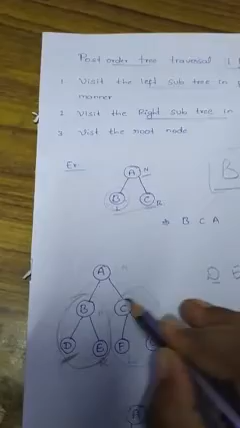 Post order tree traversal
1 Visit the left sub tree in
manner
2 Visit the Right sub tree in
3 Vist the root node
Ex:
A N
B C
L R
B
B C A
A
B C
D E F
D E
B